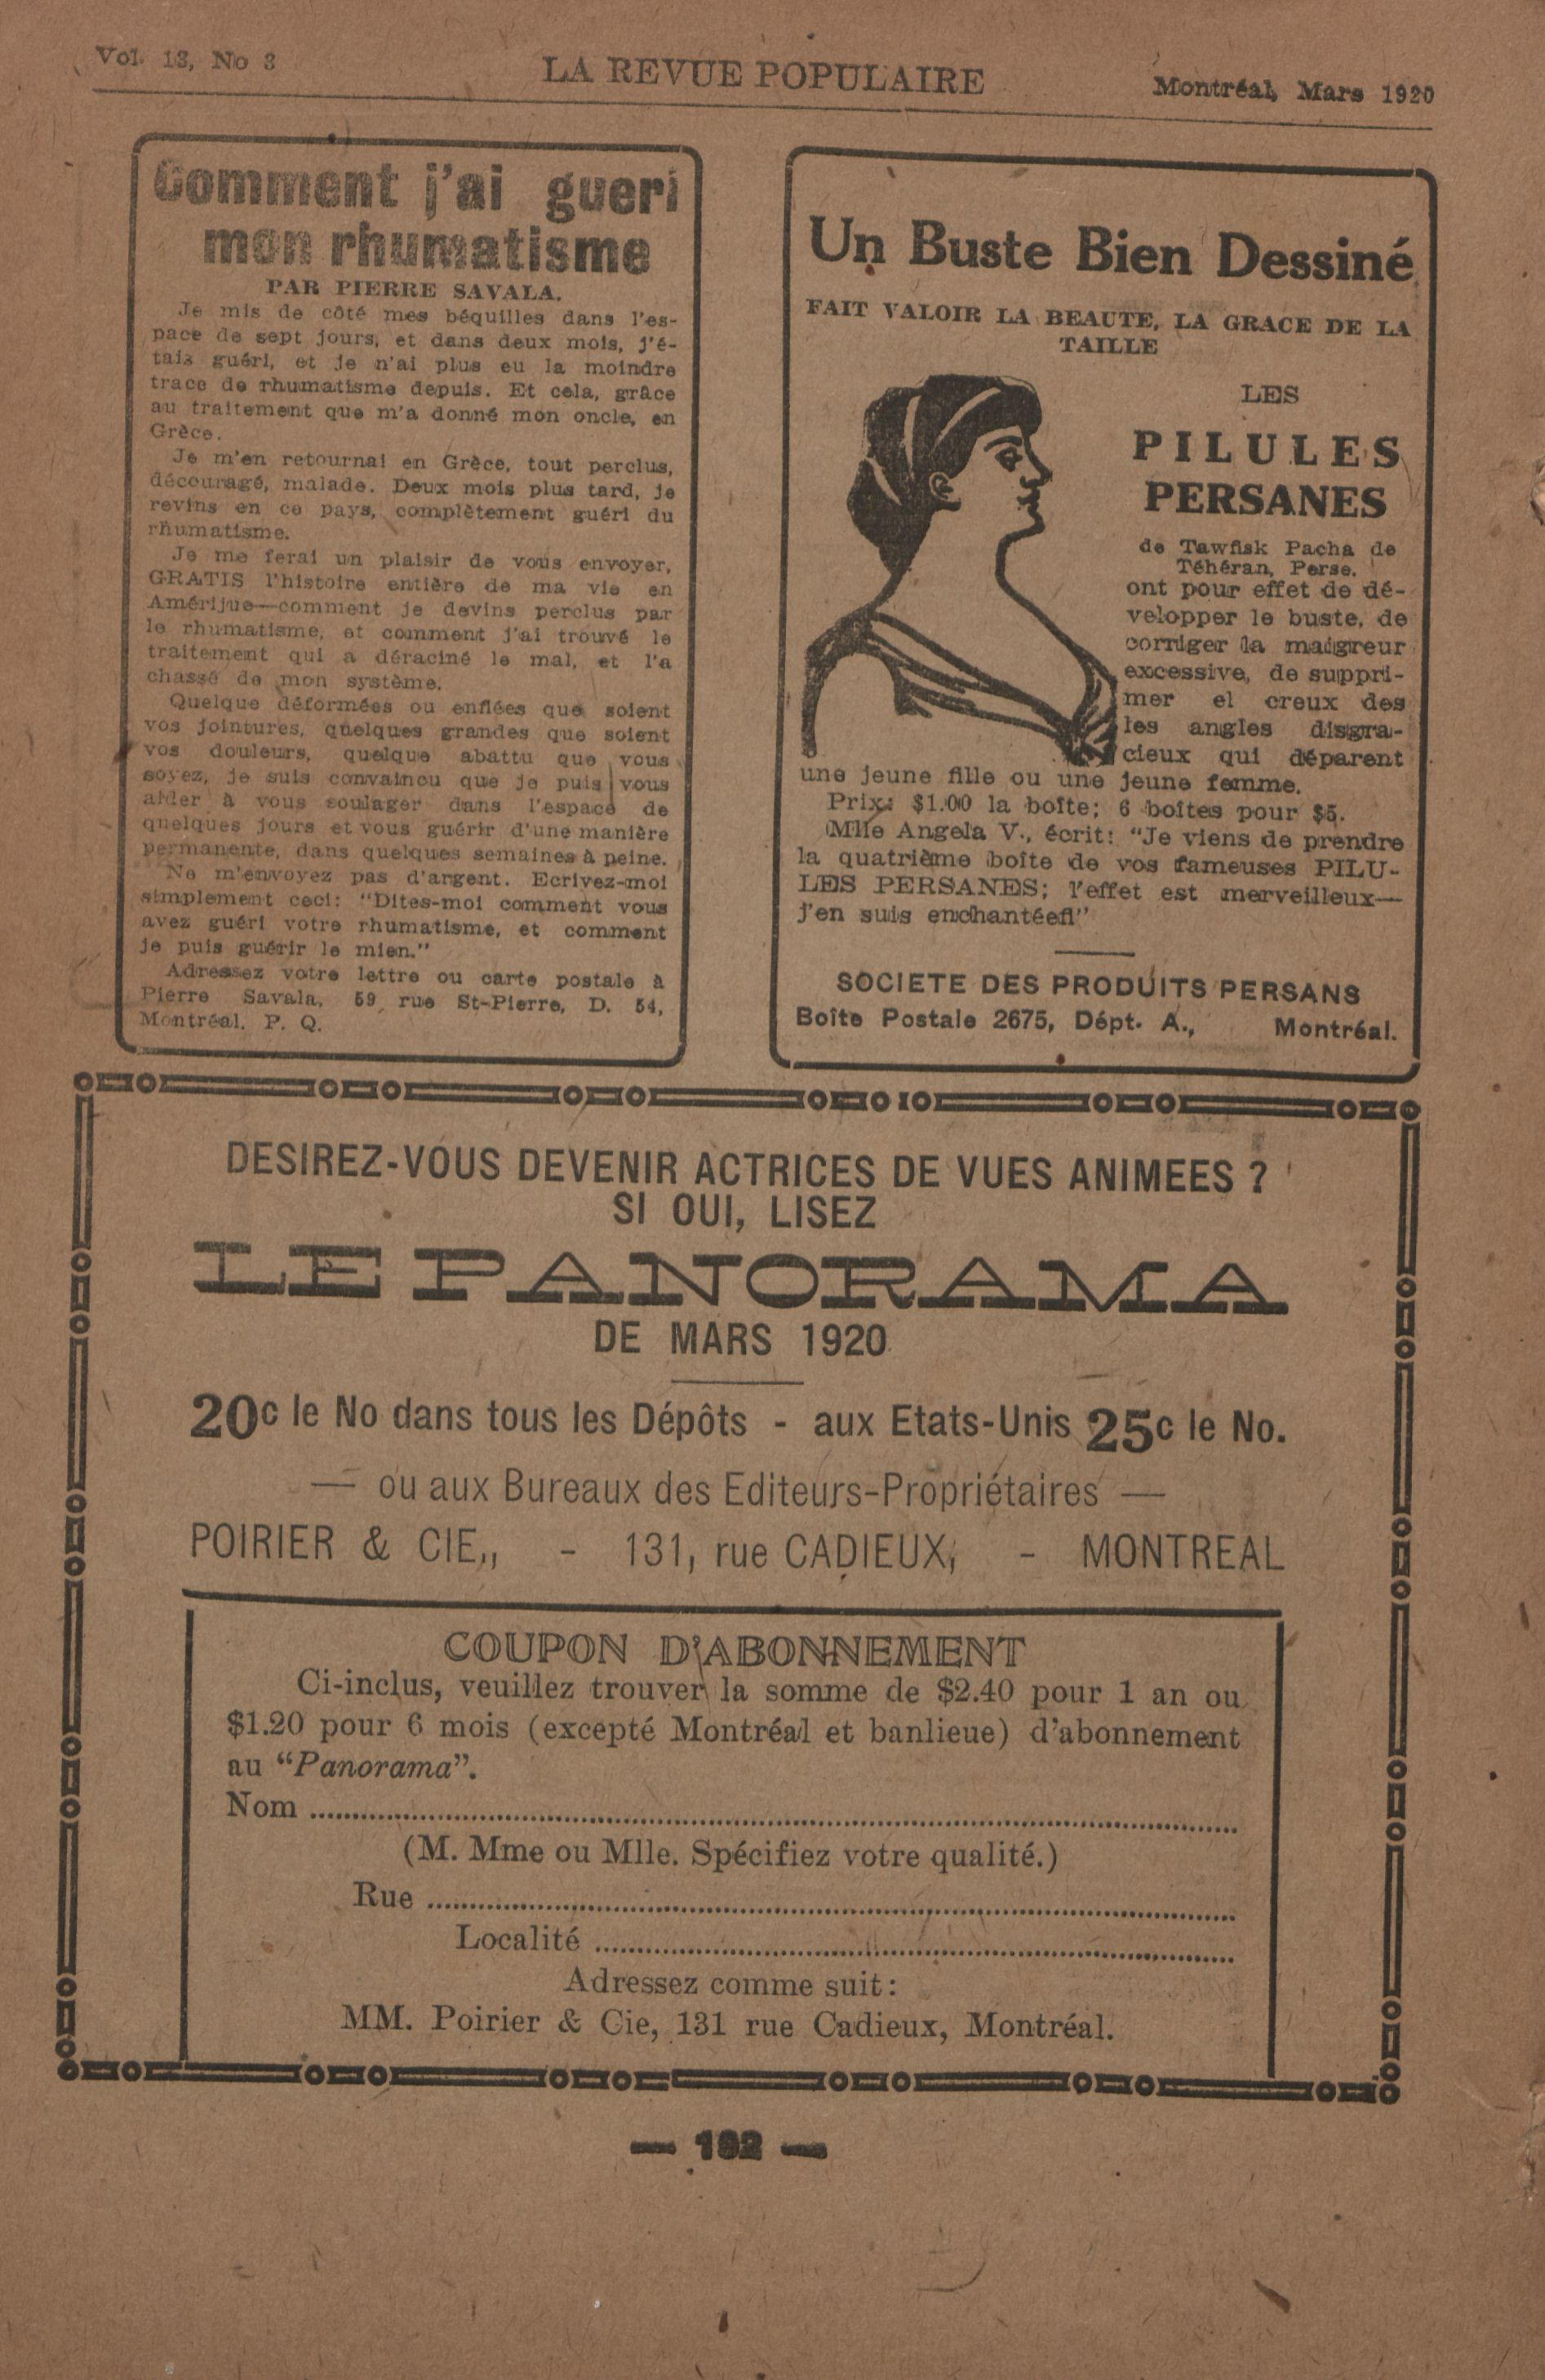 Vol. 13, No 3
LA REVUE POPULAIRE
Montréal, Mars 1920
Comment j'ai gueri
mon rhumatisme
PAR PIERRE SAVALA.
Je mis de côté mes béquilles dans l'es-
pace de sept jours, et dans deux mois, j'é-
tais guéri, et je n'ai plus eu la moindre
trace de rhumatisme depuis. Et cela, grâce
au traitement que m'a donné mon oncle, en
Grèce.
Je m'en retournai en Grèce, tout perclus,
découragé, malade. Deux mois plus tard, je
revins en ce pays, complètement guéri du
rhumatisme.
Je me ferai un plaisir de vous envoyer,
GRATIS l'histoire entière de ma vie en
Amérijue—comment je devins perclus par
le rhumatisme, et comment j'ai trouvé le
traitement qui a déraciné le mal, et l'a
chassé de mon système.
Quelque déformées ou enflées que soient
vos jointures, quelques grandes que soient
vos douleurs, quelque abattu que vous
soyez, je suis convaincu que je puis vous
aider à vous soulager dans l'espace de
quelques jours et vous guérir d'une manière
permanente, dans quelques semaines à peine.
Ne m'envoyez pas d'argent. Ecrivez-moi
simplement ceci: "Dites-moi comment vous
avez guéri votre rhumatisme, et comment
je puis guérir le mien."
Adressez votre lettre ou carte postale à
Pierre Savala, 59, rue St-Pierre, D. 54,
Montréal, P. Q.
Un Buste Bien Dessiné
FAIT VALOIR LA BEAUTE, LA GRACE DE LA
TAILLE
LES
PILULES
PERSANES
de Tawfisk Pacha de
Téhéran, Perse.
ont pour effet de dé-
velopper le buste, de
corriger la maigreur
excessive, de suppri-
mer el creux des
les angles disgra-
cieux qui déparent
une jeune fille ou une jeune femme.
Prix: $1.00 la boîte; 6 boîtes pour $5.
Mlle Angela V., écrit: "Je viens de prendre
la quatrième boîte de vos fameuses PILU-
LES PERSANES; l'effet est merveilleux—
j'en suis enchantéefl"
SOCIETE DES PRODUITS PERSANS
Boîte Postale 2675, Dépt. A., Montréal.
DESIREZ-VOUS DEVENIR ACTRICES DE VUES ANIMEES ?
SI OUI, LISEZ
LE PANORAMA
DE MARS 1920
20c le No dans tous les Dépôts - aux Etats-Unis 25c le No.
— ou aux Bureaux des Editeurs-Propriétaires —
POIRIER & CIE,, - 131, rue CADIEUX, - MONTREAL
COUPON D'ABONNEMENT
Ci-inclus, veuillez trouver la somme de $2.40 pour 1 an ou
$1.20 pour 6 mois (excepté Montréal et banlieue) d'abonnement
au "Panorama".
Nom ..........
(M. Mme ou Mlle. Spécifiez votre qualité.)
Rue ..........
Localité ..........
Adressez comme suit:
MM. Poirier & Cie, 131 rue Cadieux, Montréal.
— 182 —